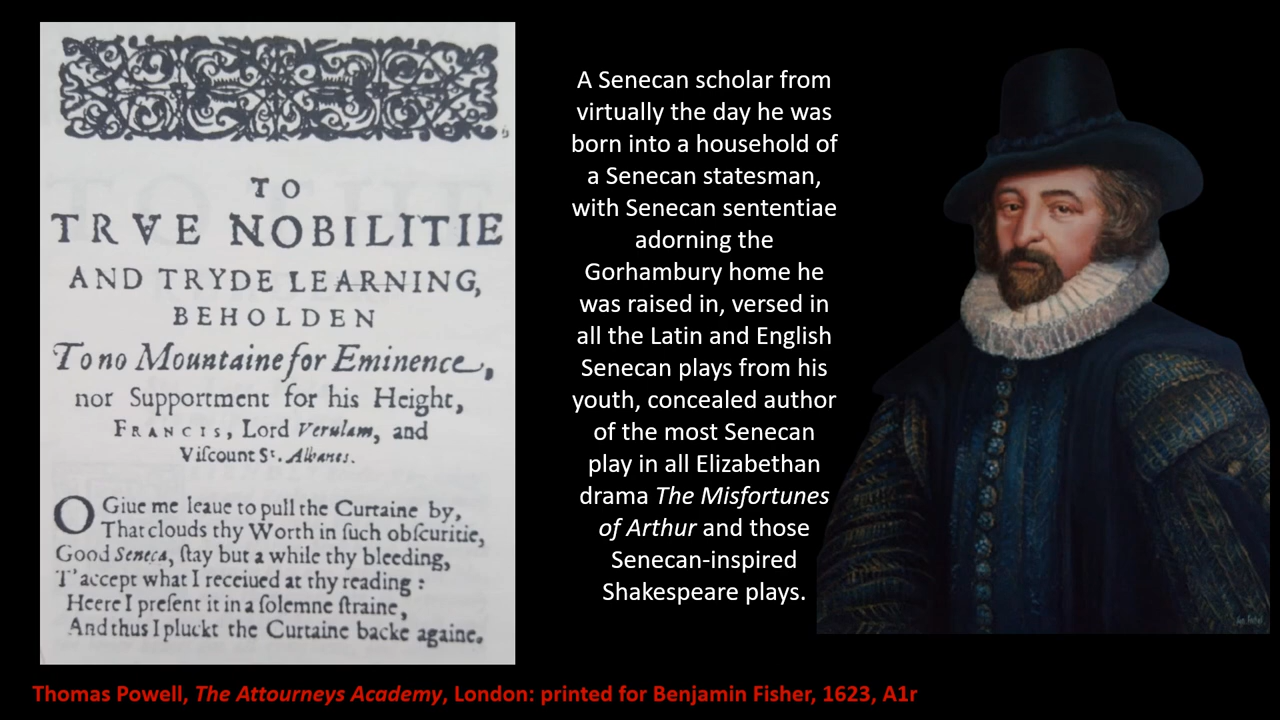 TO
TRVE NOBILITIE
AND TRYDE LEARNING,
BEHOLDEN
To no Mountaine for Eminence,
nor Supportment for his Height,
FRANCIS, Lord Verulam, and
Viſcount St. Albanes.
O Giue me leaue to pull the Curtaine by,
That clouds thy Worth in ſuch obſcuritie,
Good Seneca, ſtay but a while thy bleeding,
T'accept what I receiued at thy reading :
Heere I preſent it in a ſolemne ſtraine,
And thus I pluckt the Curtaine backe againe.
A Senecan scholar from
virtually the day he was
born into a household of
a Senecan statesman,
with Senecan sententiae
adorning the
Gorhambury home he
was raised in, versed in
all the Latin and English
Senecan plays from his
youth, concealed author
of the most Senecan
play in all Elizabethan
drama The Misfortunes
of Arthur and those
Senecan-inspired
Shakespeare plays.
Thomas Powell, The Attourneys Academy, London: printed for Benjamin Fisher, 1623, A1r